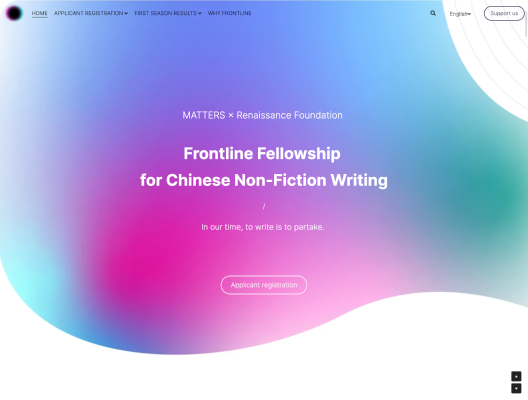 HOME APPLICANT REGISTRATION FIRST SEASON RESULTS WHY FRONTLINE English Support us
MATTERS × Renaissance Foundation
Frontline Fellowship
for Chinese Non-Fiction Writing
/
In our time, to write is to partake.
Applicant registration